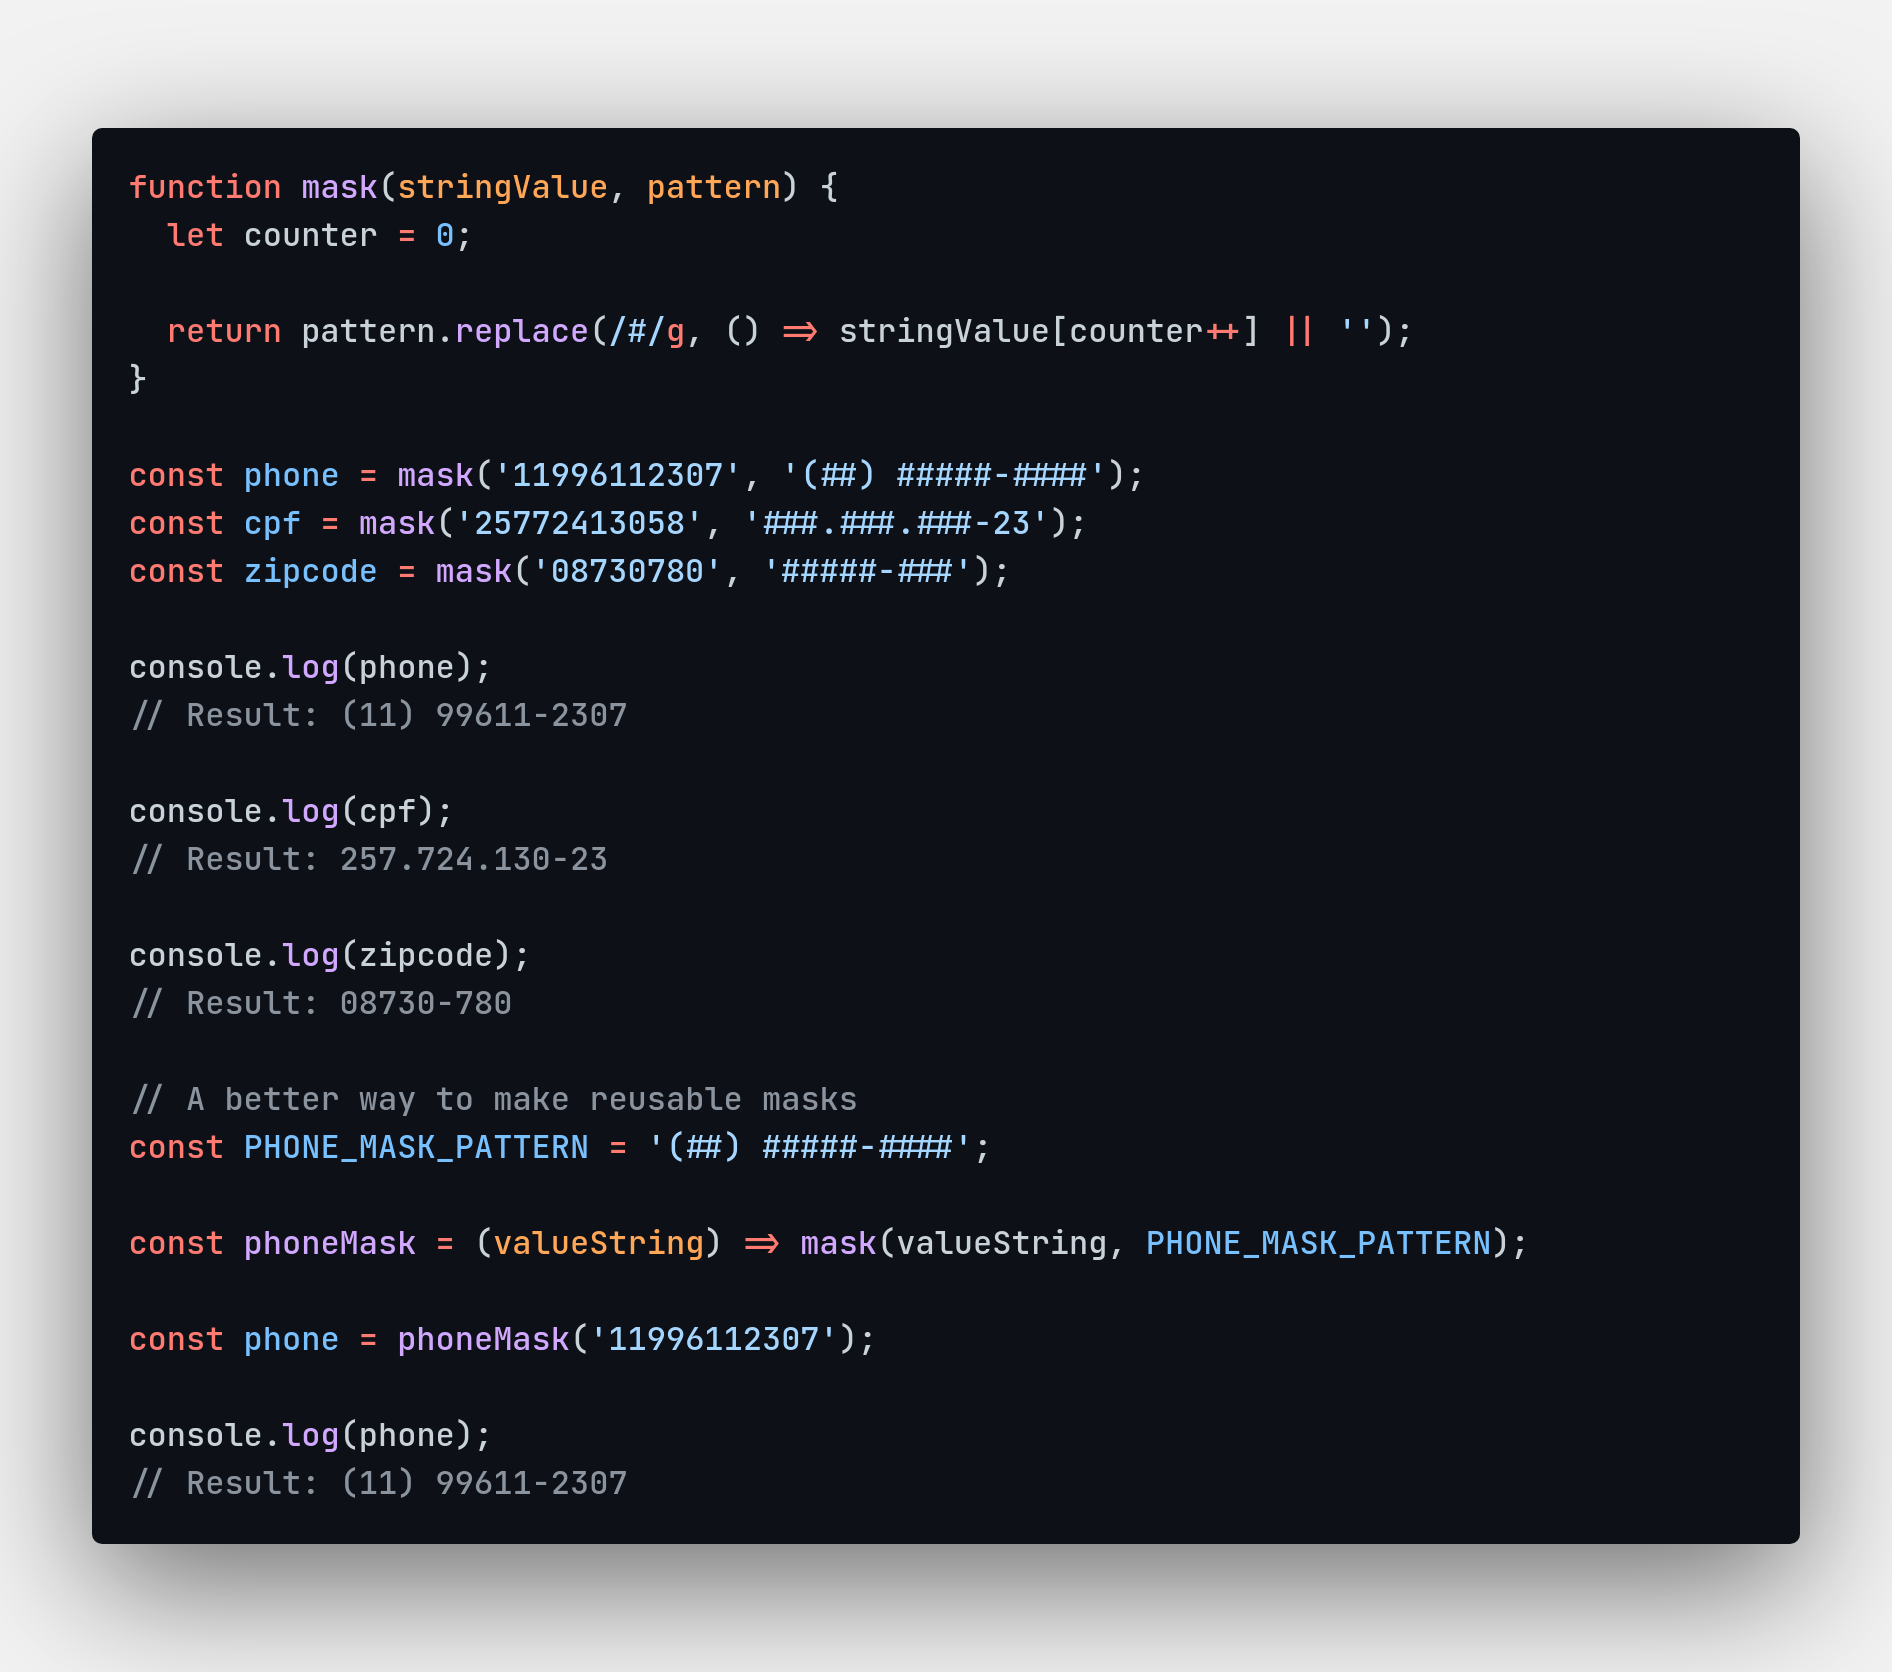 function mask(stringValue, pattern) {
  let counter = 0;

  return pattern.replace(/#/g, () => stringValue[counter++] || '');
}

const phone = mask('11996112307', '(##) #####-####');
const cpf = mask('25772413058', '###.###.###-23');
const zipcode = mask('08730780', '#####-###');

console.log(phone);
// Result: (11) 99611-2307

console.log(cpf);
// Result: 257.724.130-23

console.log(zipcode);
// Result: 08730-780

// A better way to make reusable masks
const PHONE_MASK_PATTERN = '(##) #####-####';

const phoneMask = (valueString) => mask(valueString, PHONE_MASK_PATTERN);

const phone = phoneMask('11996112307');

console.log(phone);
// Result: (11) 99611-2307